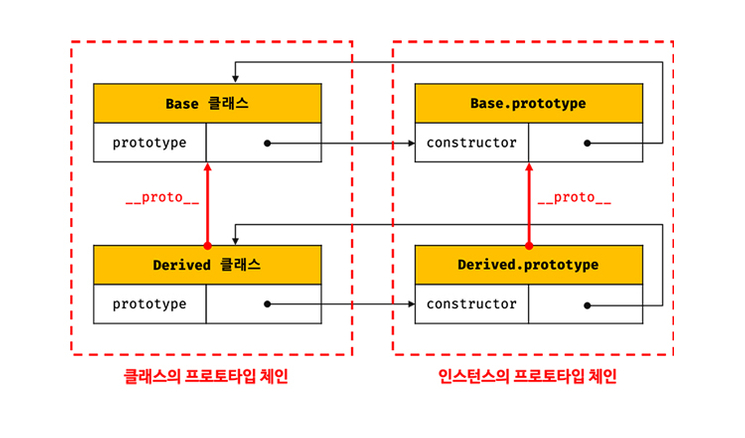 Base 클래스
Base.prototype
prototype
constructor
__proto__
__proto__
Derived 클래스
Derived.prototype
prototype
constructor
클래스의 프로토타입 체인
인스턴스의 프로토타입 체인